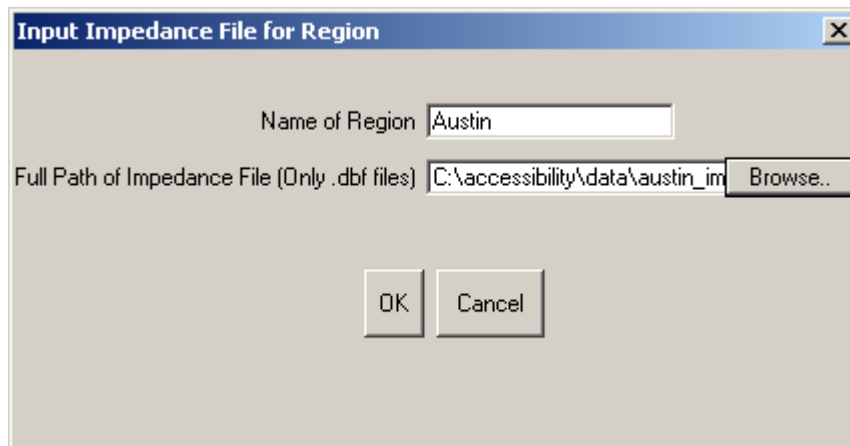 Input Impedance File for Region
Name of Region Austin
Full Path of Impedance File (Only .dbf files) C:\accessibility\data\austin_im Browse..
OK Cancel